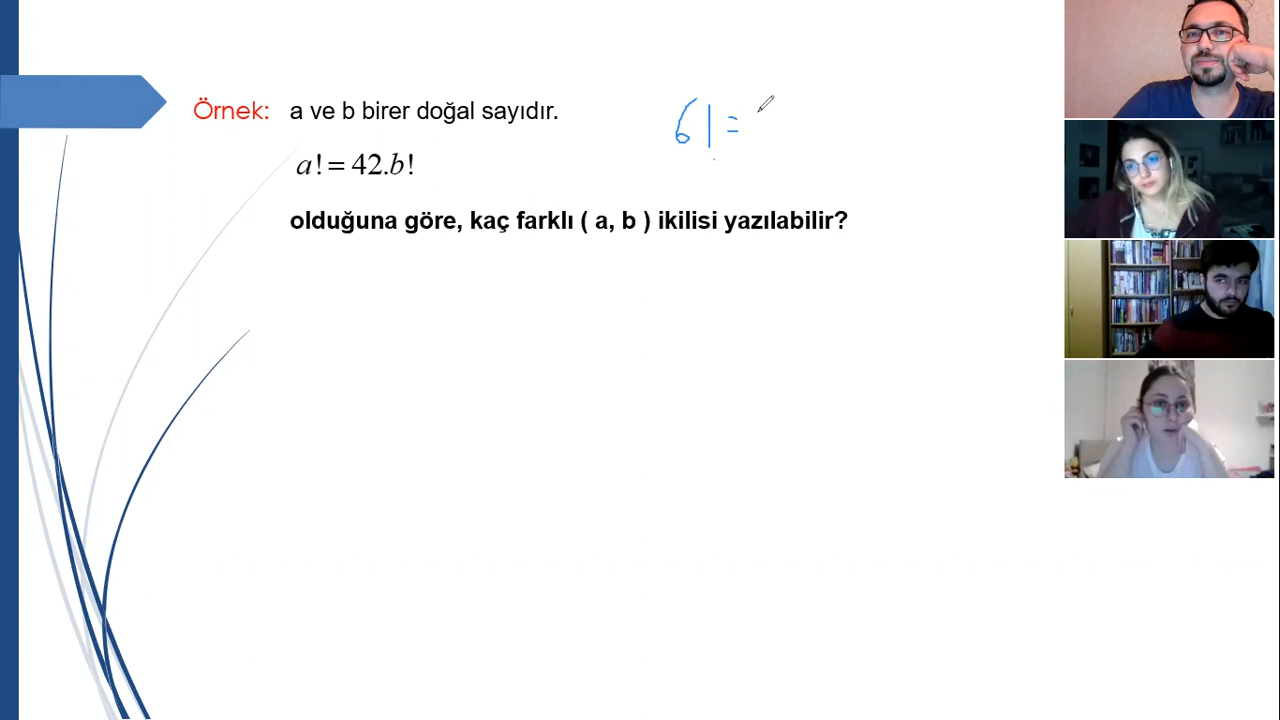 Örnek: a ve b birer doğal sayıdır.
6! =
a! = 42.b!
olduğuna göre, kaç farklı ( a, b ) ikilisi yazılabilir?